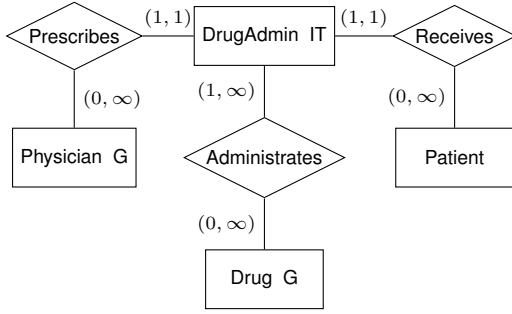 Prescribes (1, 1) DrugAdmin IT (1, 1) Receives
(0, ∞) (1, ∞) (0, ∞)
Physician G Administrates Patient
(0, ∞)
Drug G